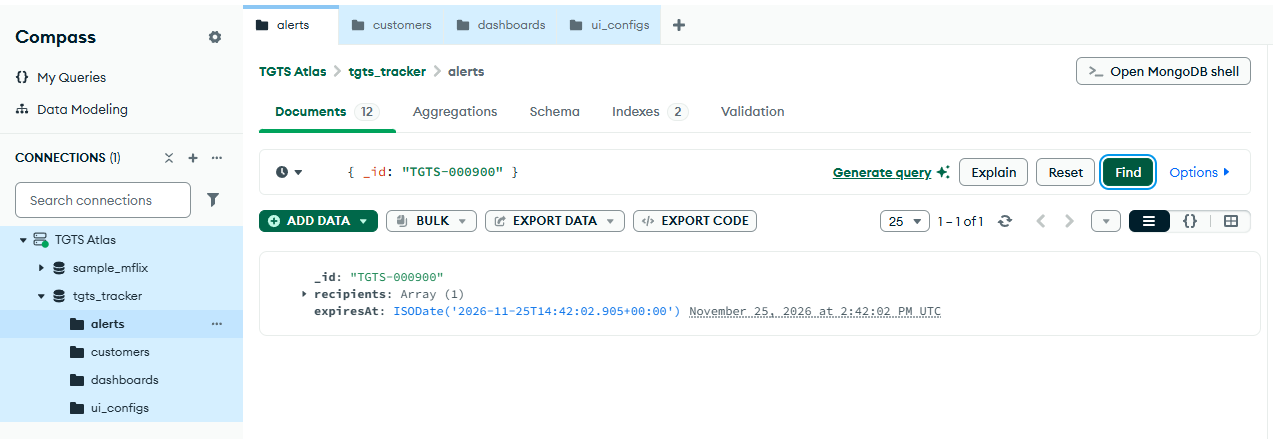 Compass
My Queries
Data Modeling
CONNECTIONS (1)
Search connections
TGTS Atlas
sample_mflix
tgts_tracker
alerts
customers
dashboards
ui_configs
alerts customers dashboards ui_configs
TGTS Atlas > tgts_tracker > alerts
>_ Open MongoDB shell
Documents 12 Aggregations Schema Indexes 2 Validation
{ _id: "TGTS-000900" }
Generate query Explain Reset Find Options
ADD DATA BULK EXPORT DATA </> EXPORT CODE 25 1 – 1 of 1 {}
_id: "TGTS-000900"
recipients: Array (1)
expiresAt: ISODate('2026-11-25T14:42:02.905+00:00') November 25, 2026 at 2:42:02 PM UTC